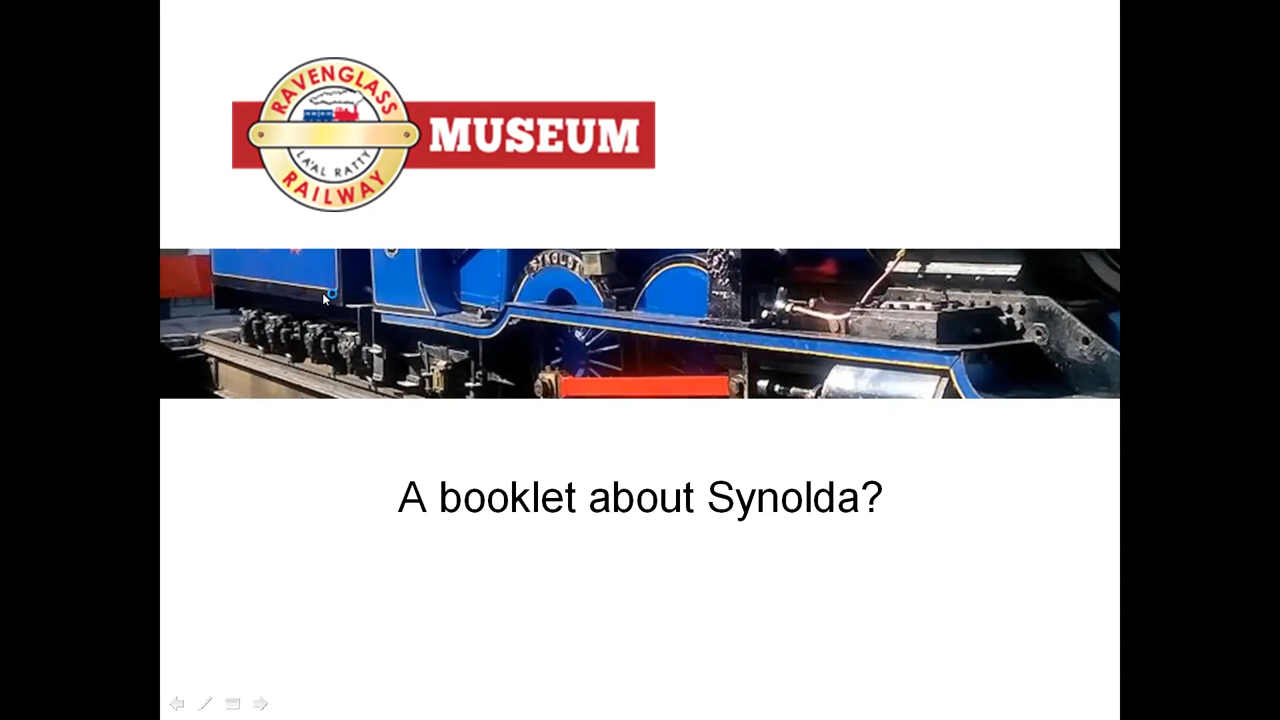 RAVENGLASS
MUSEUM
LA'AL RATTY
RAILWAY
SYNOLDA
A booklet about Synolda?